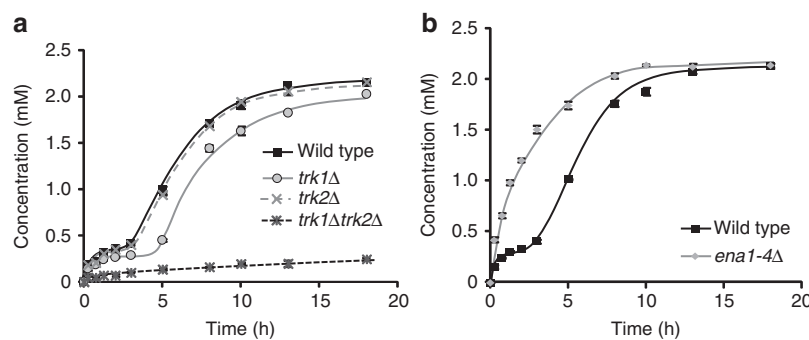 a
2.5
2.0
1.5
1.0
0.5
0
0 5 10 15 20
Concentration (mM)
Time (h)
Wild type
trk1Δ
trk2Δ
trk1Δtrk2Δ
b
2.5
2.0
1.5
1.0
0.5
0
0 5 10 15 20
Concentration (mM)
Time (h)
Wild type
ena1-4Δ